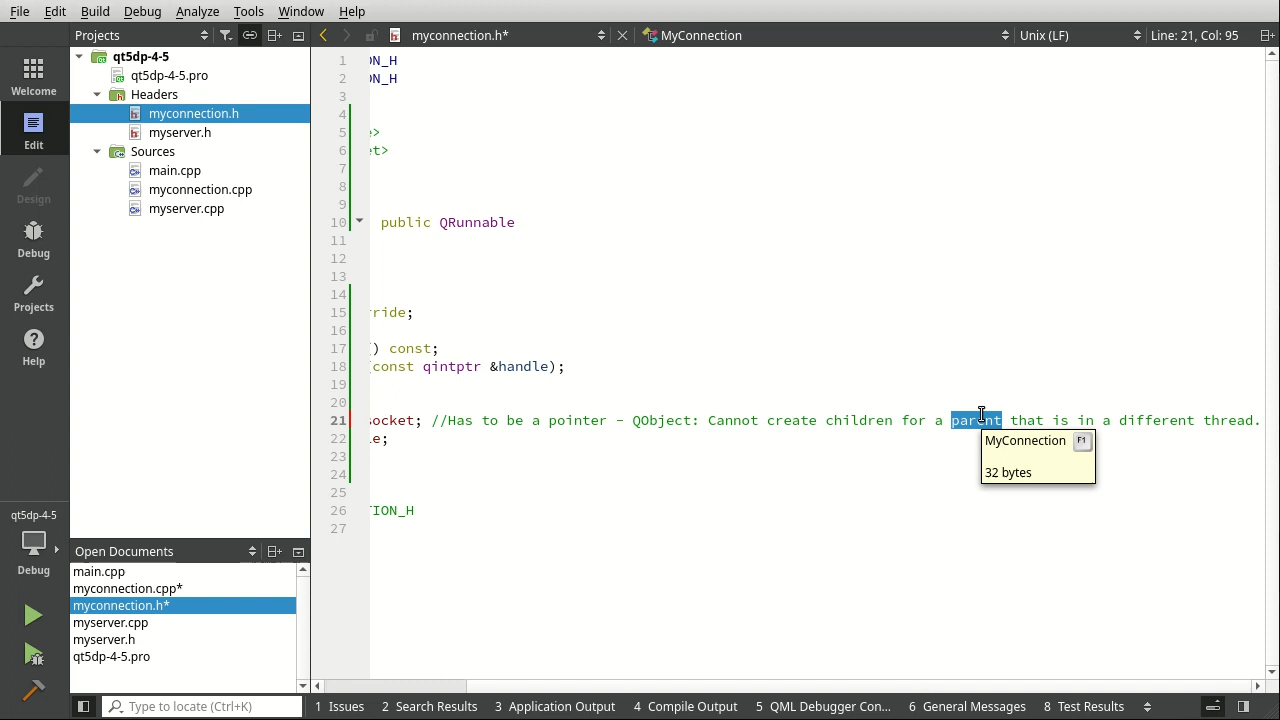 File Edit Build Debug Analyze Tools Window Help
Projects
myconnection.h*
MyConnection
Unix (LF)
Line: 21, Col: 95
Welcome
Edit
Design
Debug
Projects
Help
qt5dp-4-5
Debug
qt5dp-4-5
qt5dp-4-5.pro
Headers
myconnection.h
myserver.h
Sources
main.cpp
myconnection.cpp
myserver.cpp
Open Documents
main.cpp
myconnection.cpp*
myconnection.h*
myserver.cpp
myserver.h
qt5dp-4-5.pro
1 ON_H
2 ON_H
3
4
5 e>
6 et>
7
8
9
10 public QRunnable
11
12
13
14
15 ride;
16
17 () const;
18 (const qintptr &handle);
19
20
21 socket; //Has to be a pointer - QObject: Cannot create children for a parent that is in a different thread.
22 le;
23
24
25
26 TION_H
27
MyConnection F1
32 bytes
Type to locate (Ctrl+K)
1 Issues
2 Search Results
3 Application Output
4 Compile Output
5 QML Debugger Con...
6 General Messages
8 Test Results